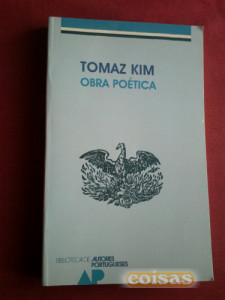 TOMAZ KIM
OBRA POÉTICA
BIBLIOTECA DE AUTORES
PORTUGUESES
AP
coisas